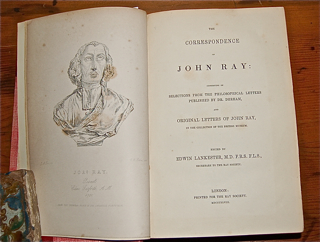 JOHN RAY.
THE
CORRESPONDENCE
OF
JOHN RAY:
CONSISTING OF
SELECTIONS FROM THE PHILOSOPHICAL LETTERS
PUBLISHED BY DR. DERHAM,
AND
ORIGINAL LETTERS OF JOHN RAY,
IN THE COLLECTION OF THE BRITISH MUSEUM.
EDITED BY
EDWIN LANKESTER, M.D. F.R.S. F.L.S.,
SECRETARY TO THE RAY SOCIETY.
LONDON:
PRINTED FOR THE RAY SOCIETY.